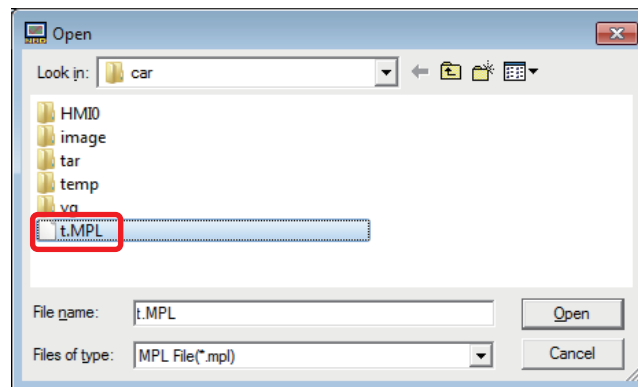 Open
Look in: car
HMI0
image
tar
temp
vg
t.MPL
File name: t.MPL
Open
Files of type: MPL File(*.mpl)
Cancel